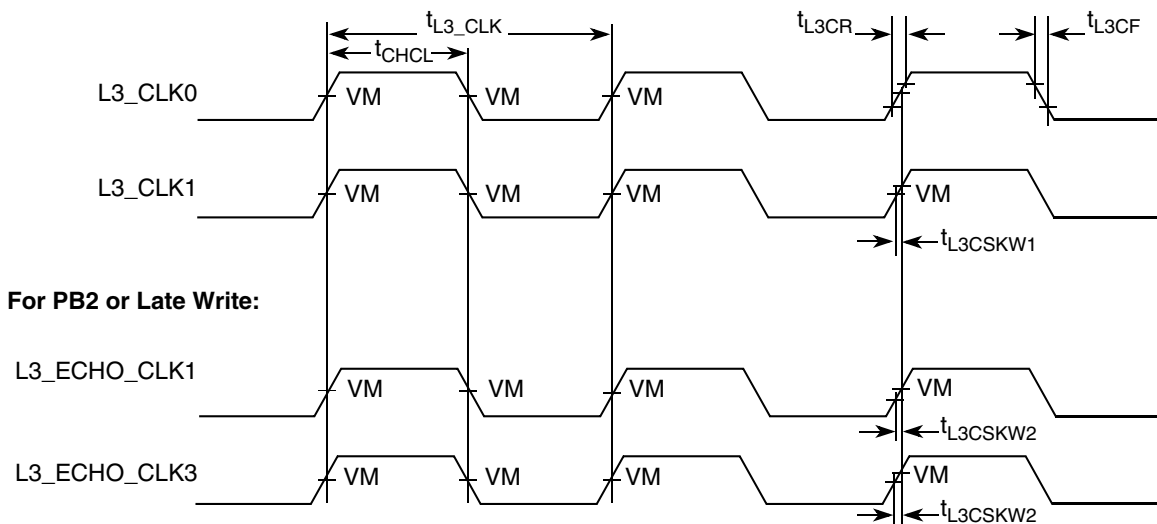 tL3_CLK
tL3CR
tL3CF
tCHCL
L3_CLK0
VM
VM
VM
L3_CLK1
VM
VM
VM
VM
tL3CSKW1
For PB2 or Late Write:
L3_ECHO_CLK1
VM
VM
VM
VM
tL3CSKW2
L3_ECHO_CLK3
VM
VM
VM
VM
tL3CSKW2